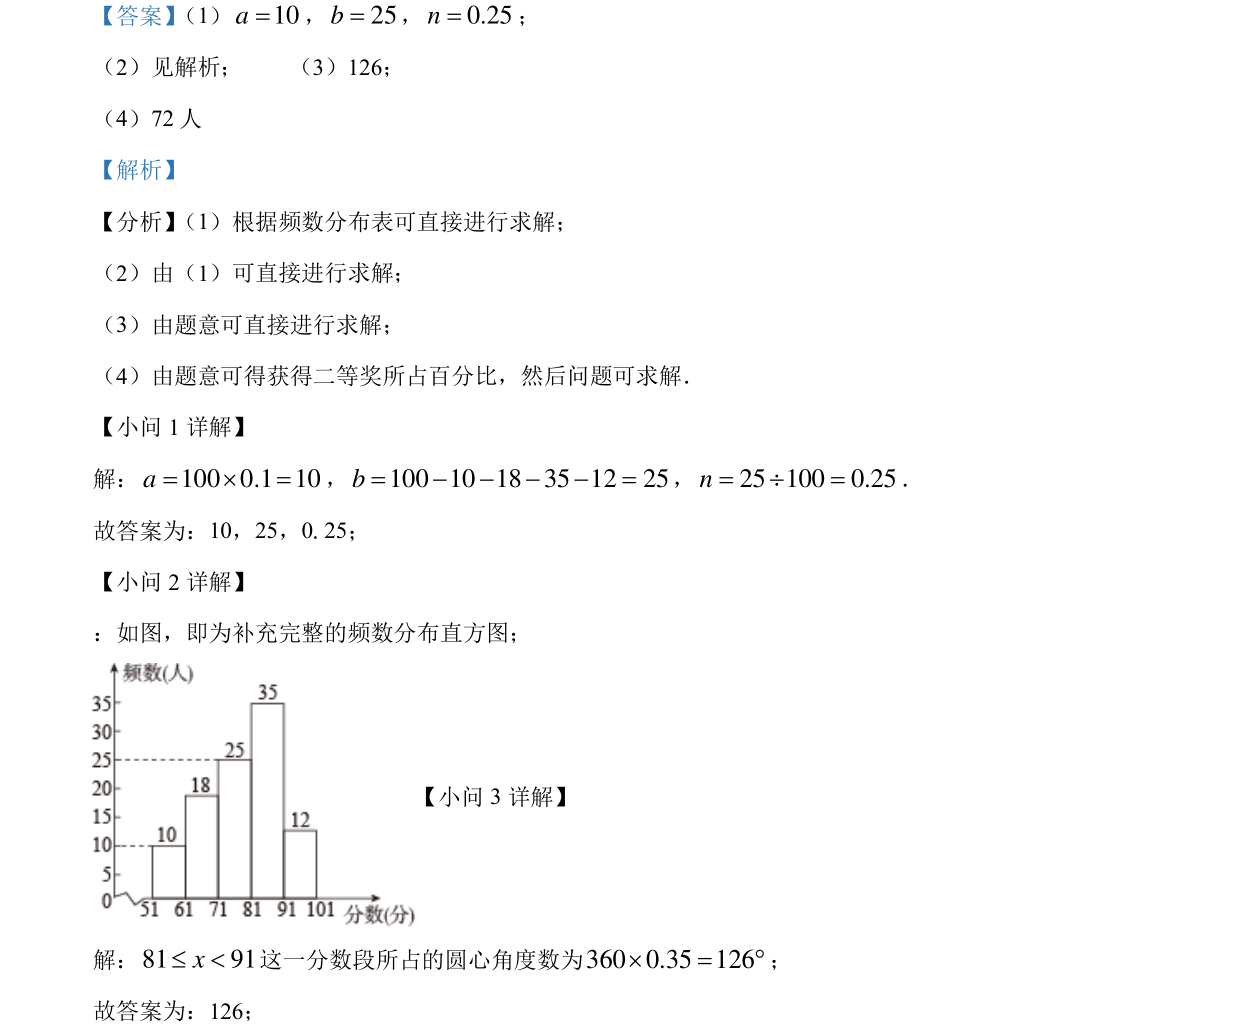 【答案】（1）a＝10，b＝25，n＝0.25；
（2）见解析；　　（3）126；
（4）72 人
【解析】
【分析】（1）根据频数分布表可直接进行求解；
（2）由（1）可直接进行求解；
（3）由题意可直接进行求解；
（4）由题意可得获得二等奖所占百分比，然后问题可求解．
【小问 1 详解】
解：a＝100×0.1＝10，b＝100－10－18－35－12＝25，n＝25÷100＝0.25．
故答案为：10，25，0.25；
【小问 2 详解】
：如图，即为补充完整的频数分布直方图；
频数(人)
35
35
30
25
25
20
18
15
12
10
10
5
0
51 61 71 81 91 101 分数(分)
【小问 3 详解】
解：81≤x＜91这一分数段所占的圆心角度数为360×0.35＝126°；
故答案为：126；